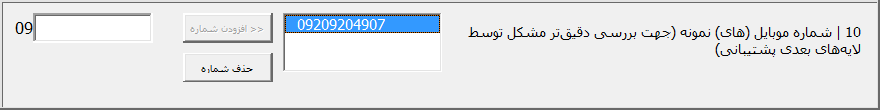 10 | شماره موبایل (های) نمونه (جهت بررسی دقیق‌تر مشکل توسط
لایه‌های بعدی پشتیبانی)
09209204907
افزودن شماره >>
حذف شماره
09